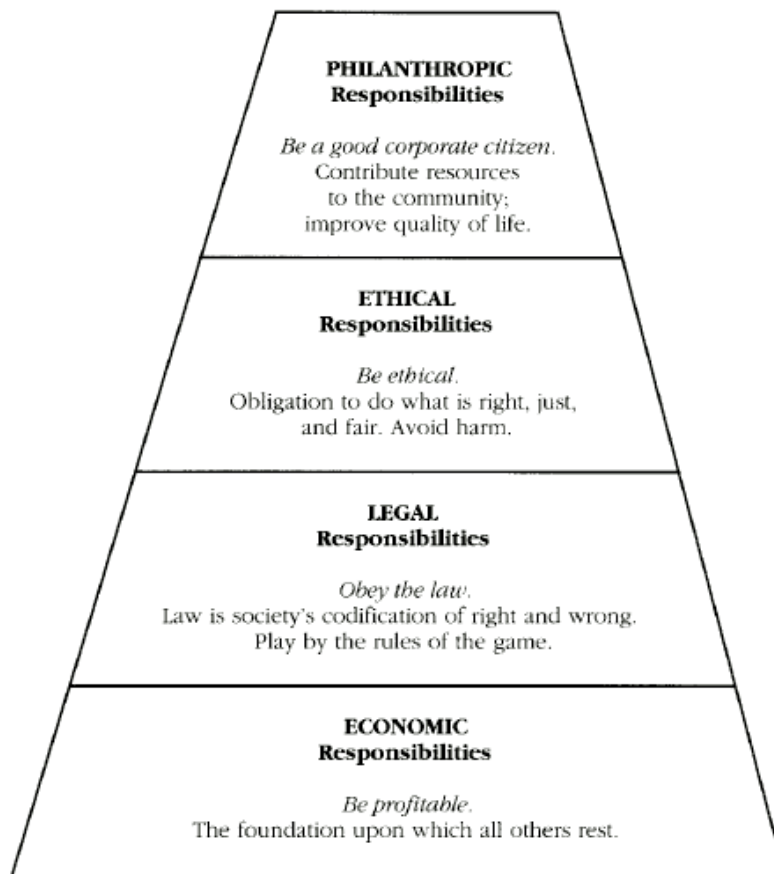 PHILANTHROPIC
Responsibilities
Be a good corporate citizen.
Contribute resources
to the community;
improve quality of life.
ETHICAL
Responsibilities
Be ethical.
Obligation to do what is right, just,
and fair. Avoid harm.
LEGAL
Responsibilities
Obey the law.
Law is society's codification of right and wrong.
Play by the rules of the game.
ECONOMIC
Responsibilities
Be profitable.
The foundation upon which all others rest.